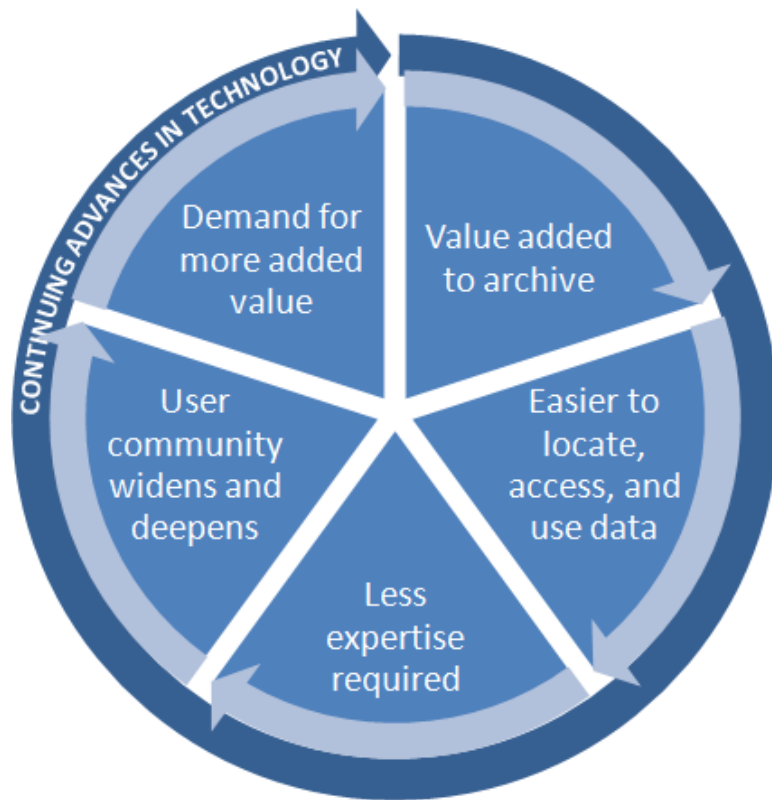 CONTINUING ADVANCES IN TECHNOLOGY
Demand for
more added
value
Value added
to archive
Easier to
locate,
access, and
use data
Less
expertise
required
User
community
widens and
deepens